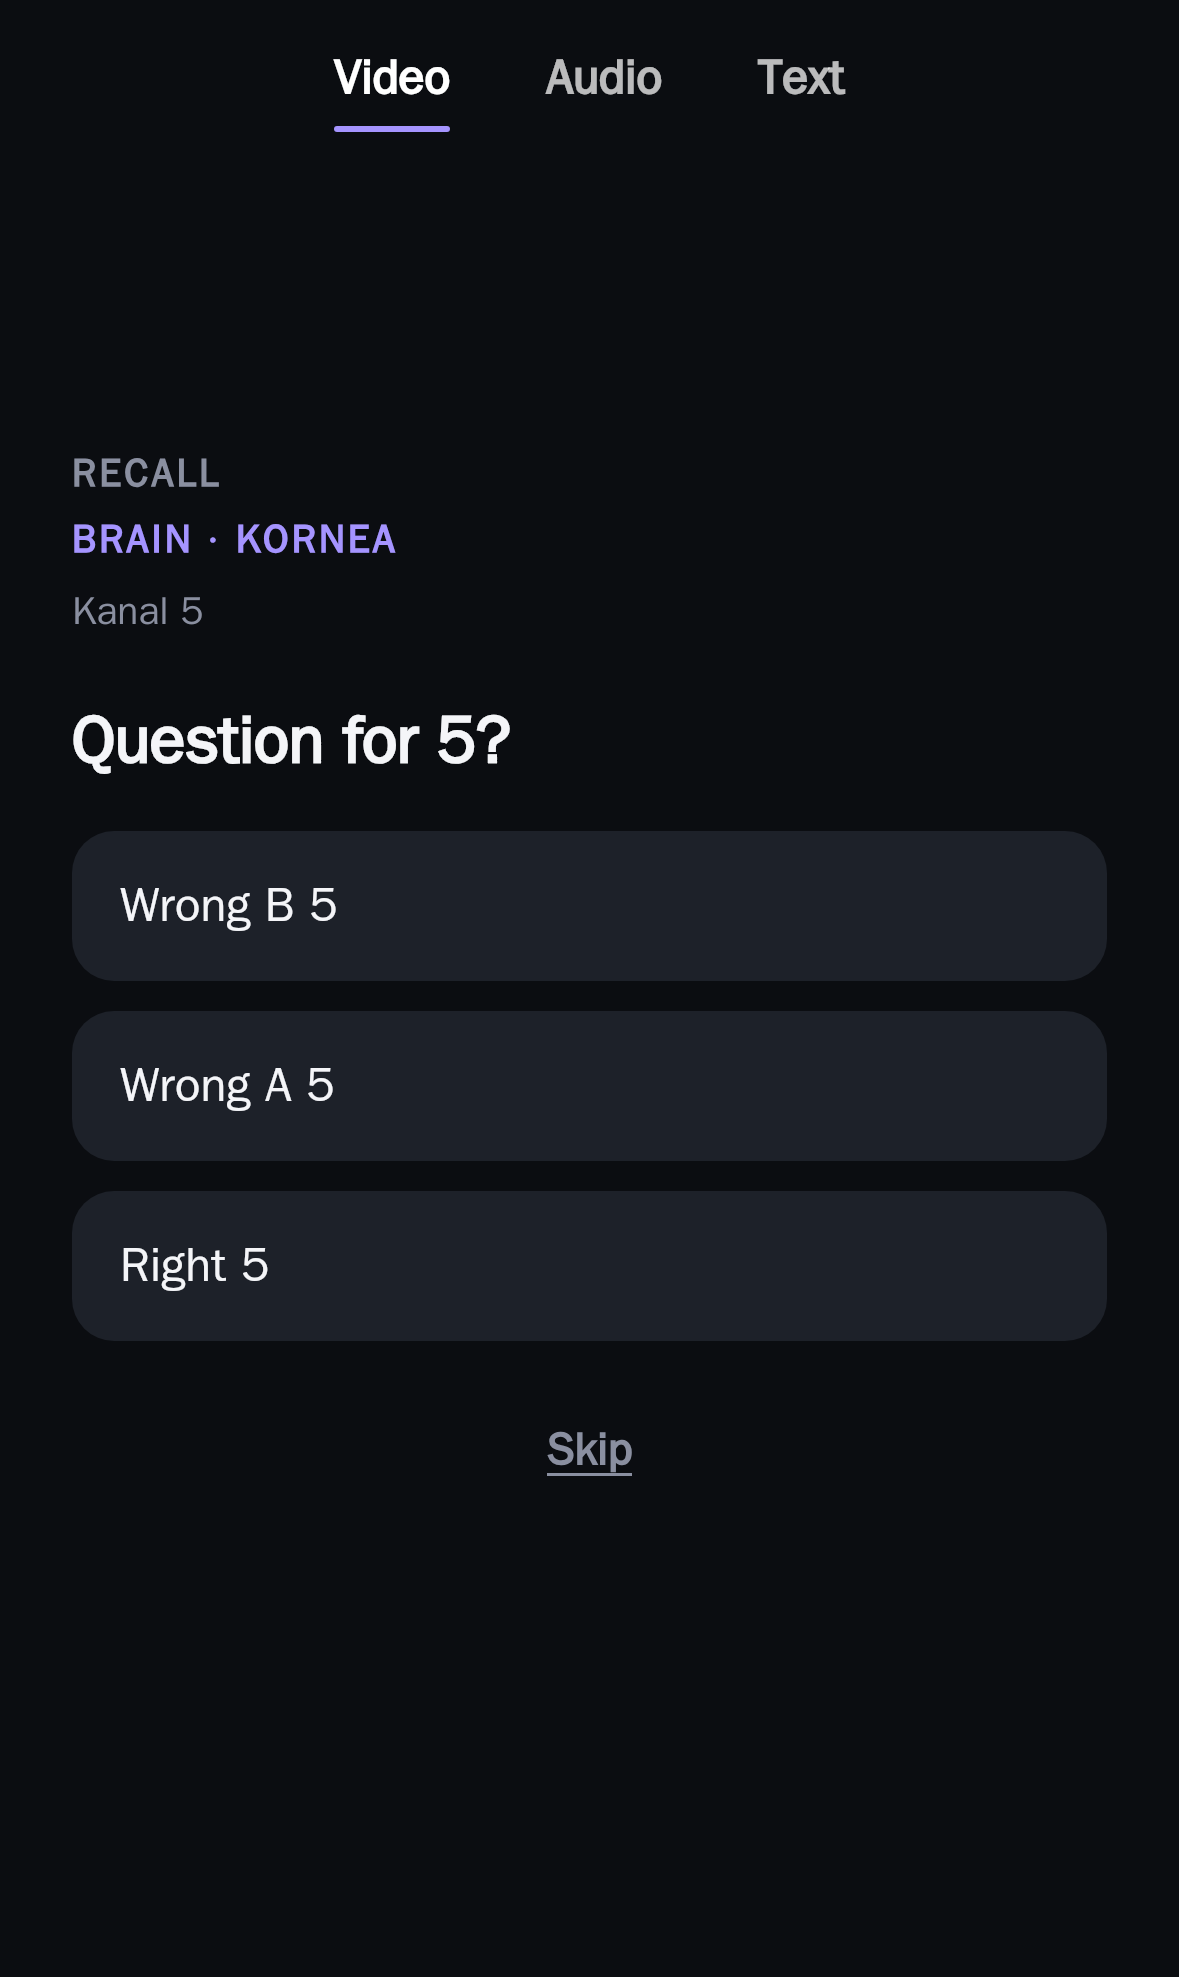 Video Audio Text
RECALL
BRAIN · KORNEA
Kanal 5
Question for 5?
Wrong B 5
Wrong A 5
Right 5
Skip